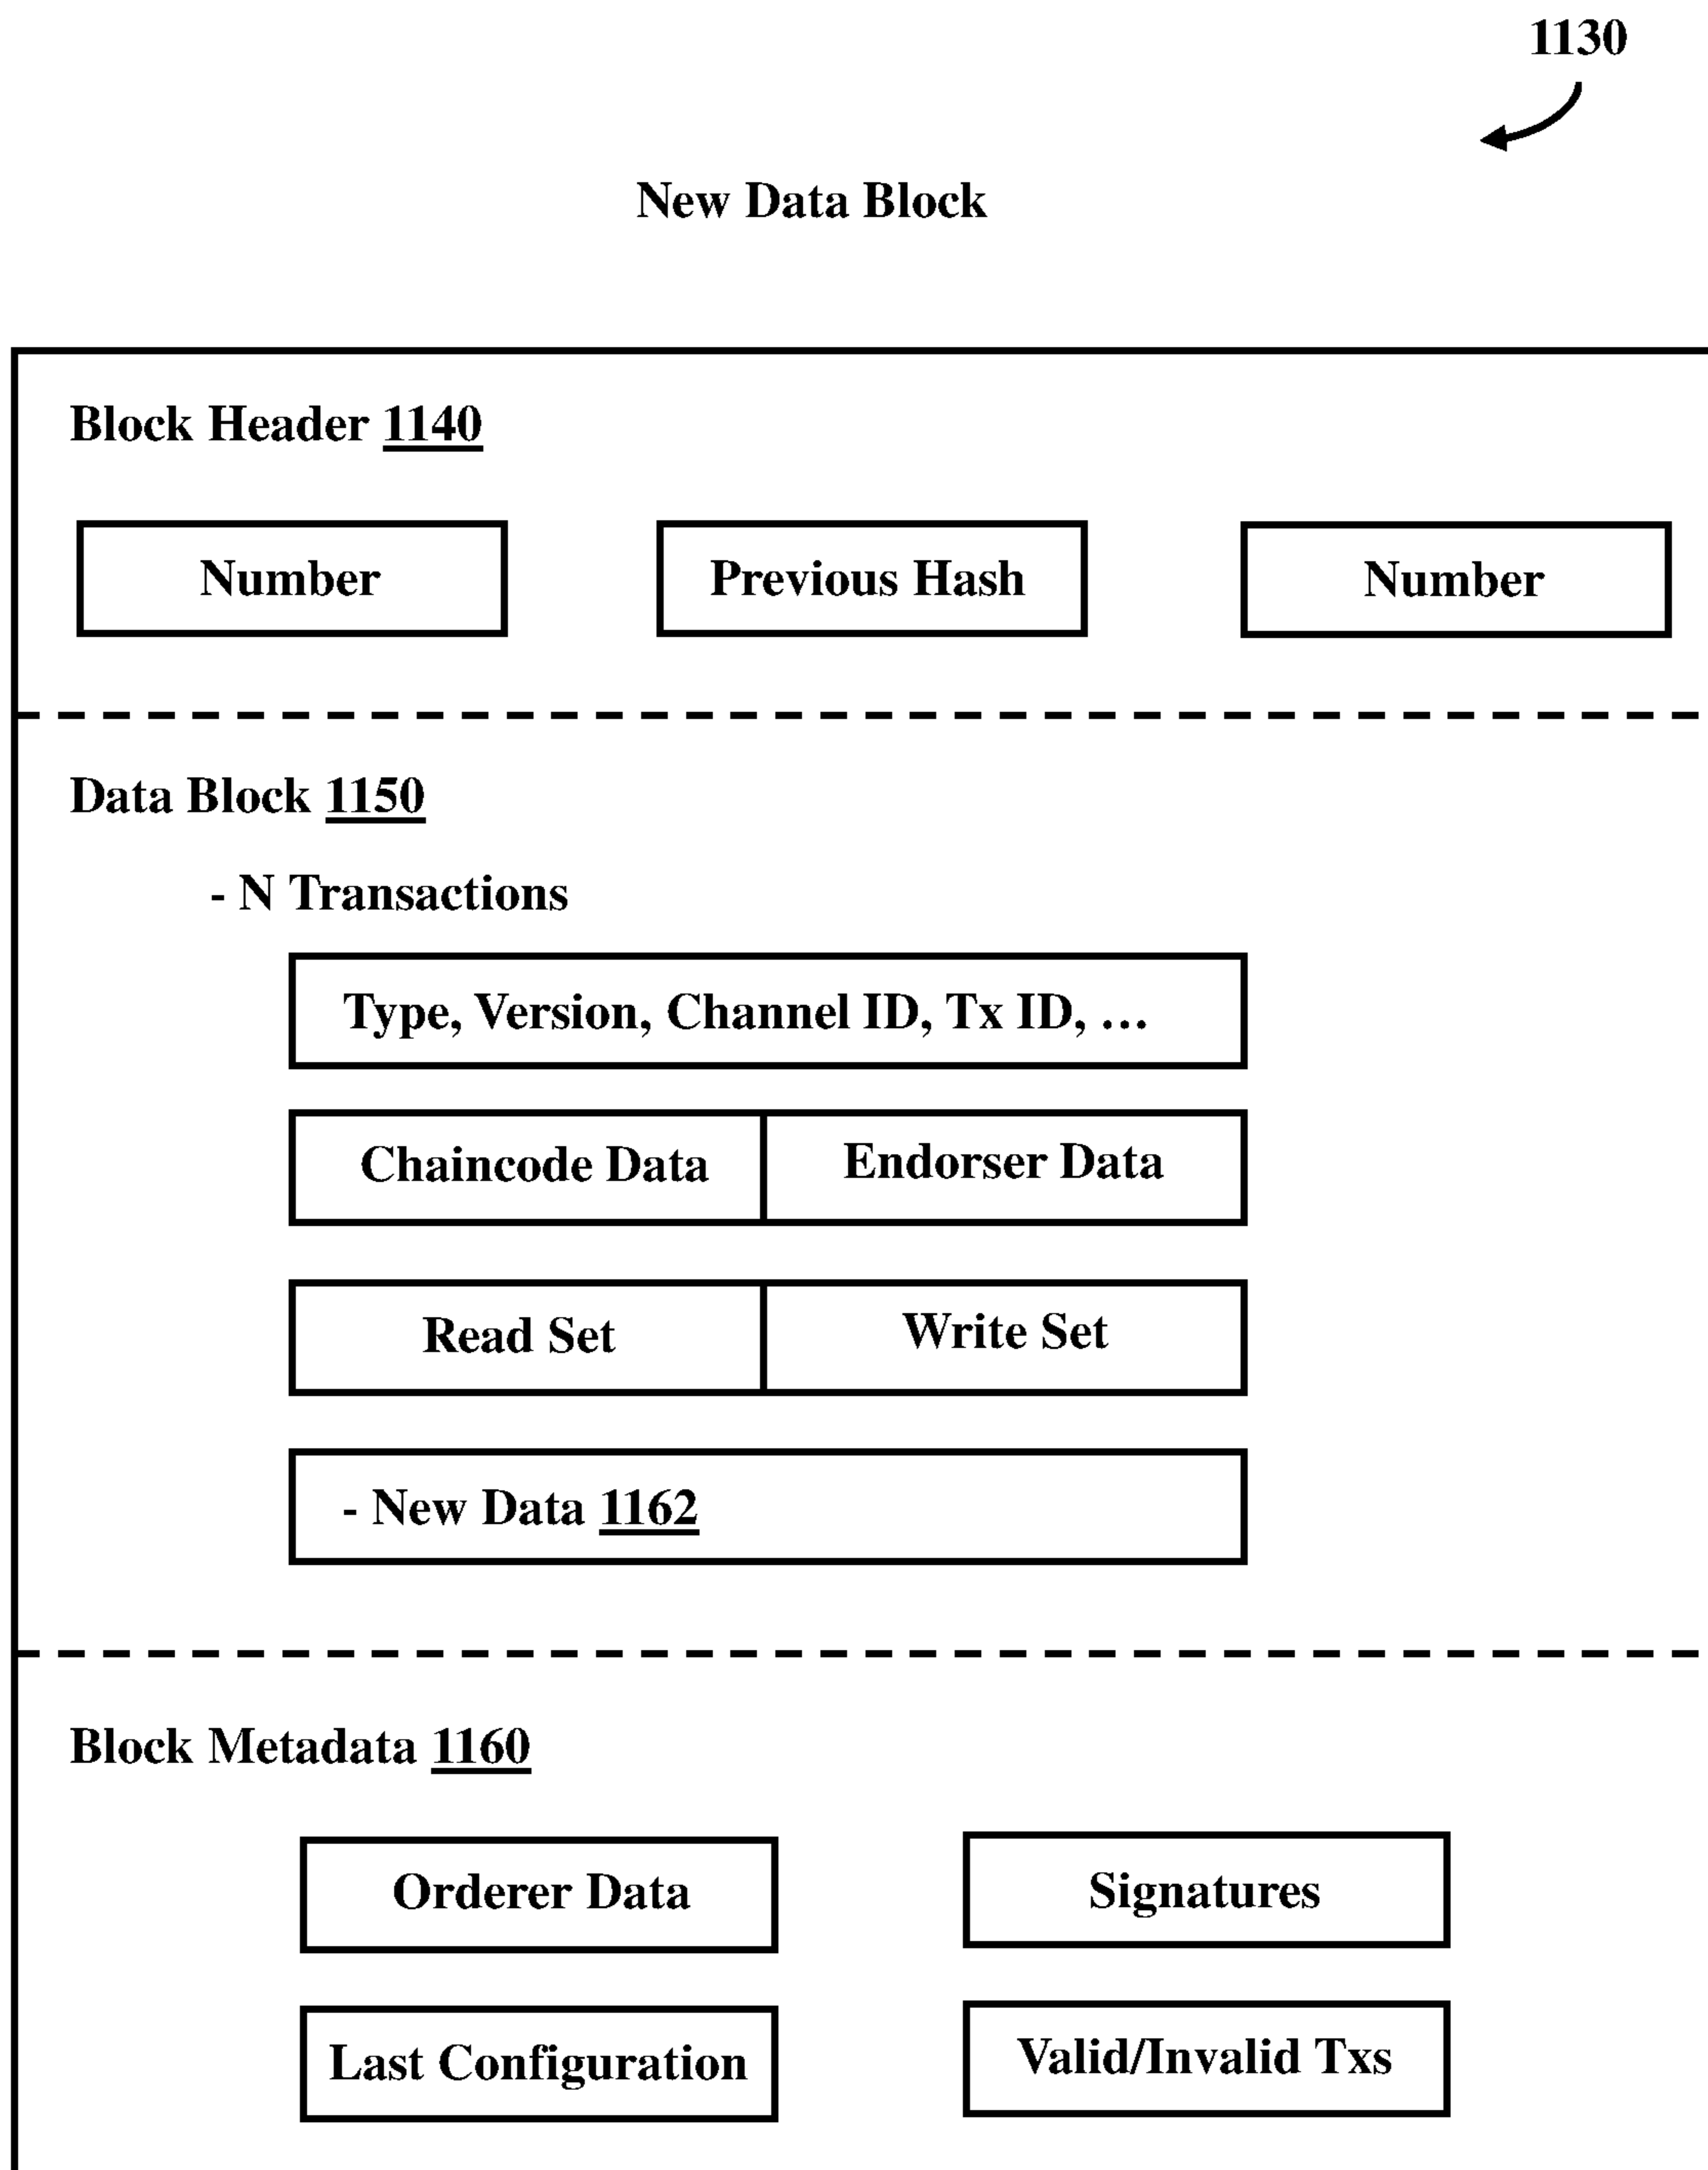 1130
New Data Block
Block Header 1140
Number Previous Hash Number
Data Block 1150
- N Transactions
Type, Version, Channel ID, Tx ID, …
Chaincode Data Endorser Data
Read Set Write Set
- New Data 1162
Block Metadata 1160
Orderer Data Signatures
Last Configuration Valid/Invalid Txs